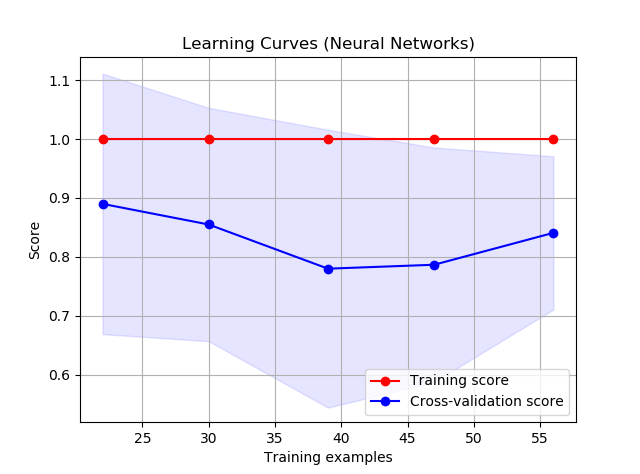 Learning Curves (Neural Networks)
1.1
1.0
0.9
0.8
0.7
0.6
Score
Training score
Cross-validation score
25 30 35 40 45 50 55
Training examples